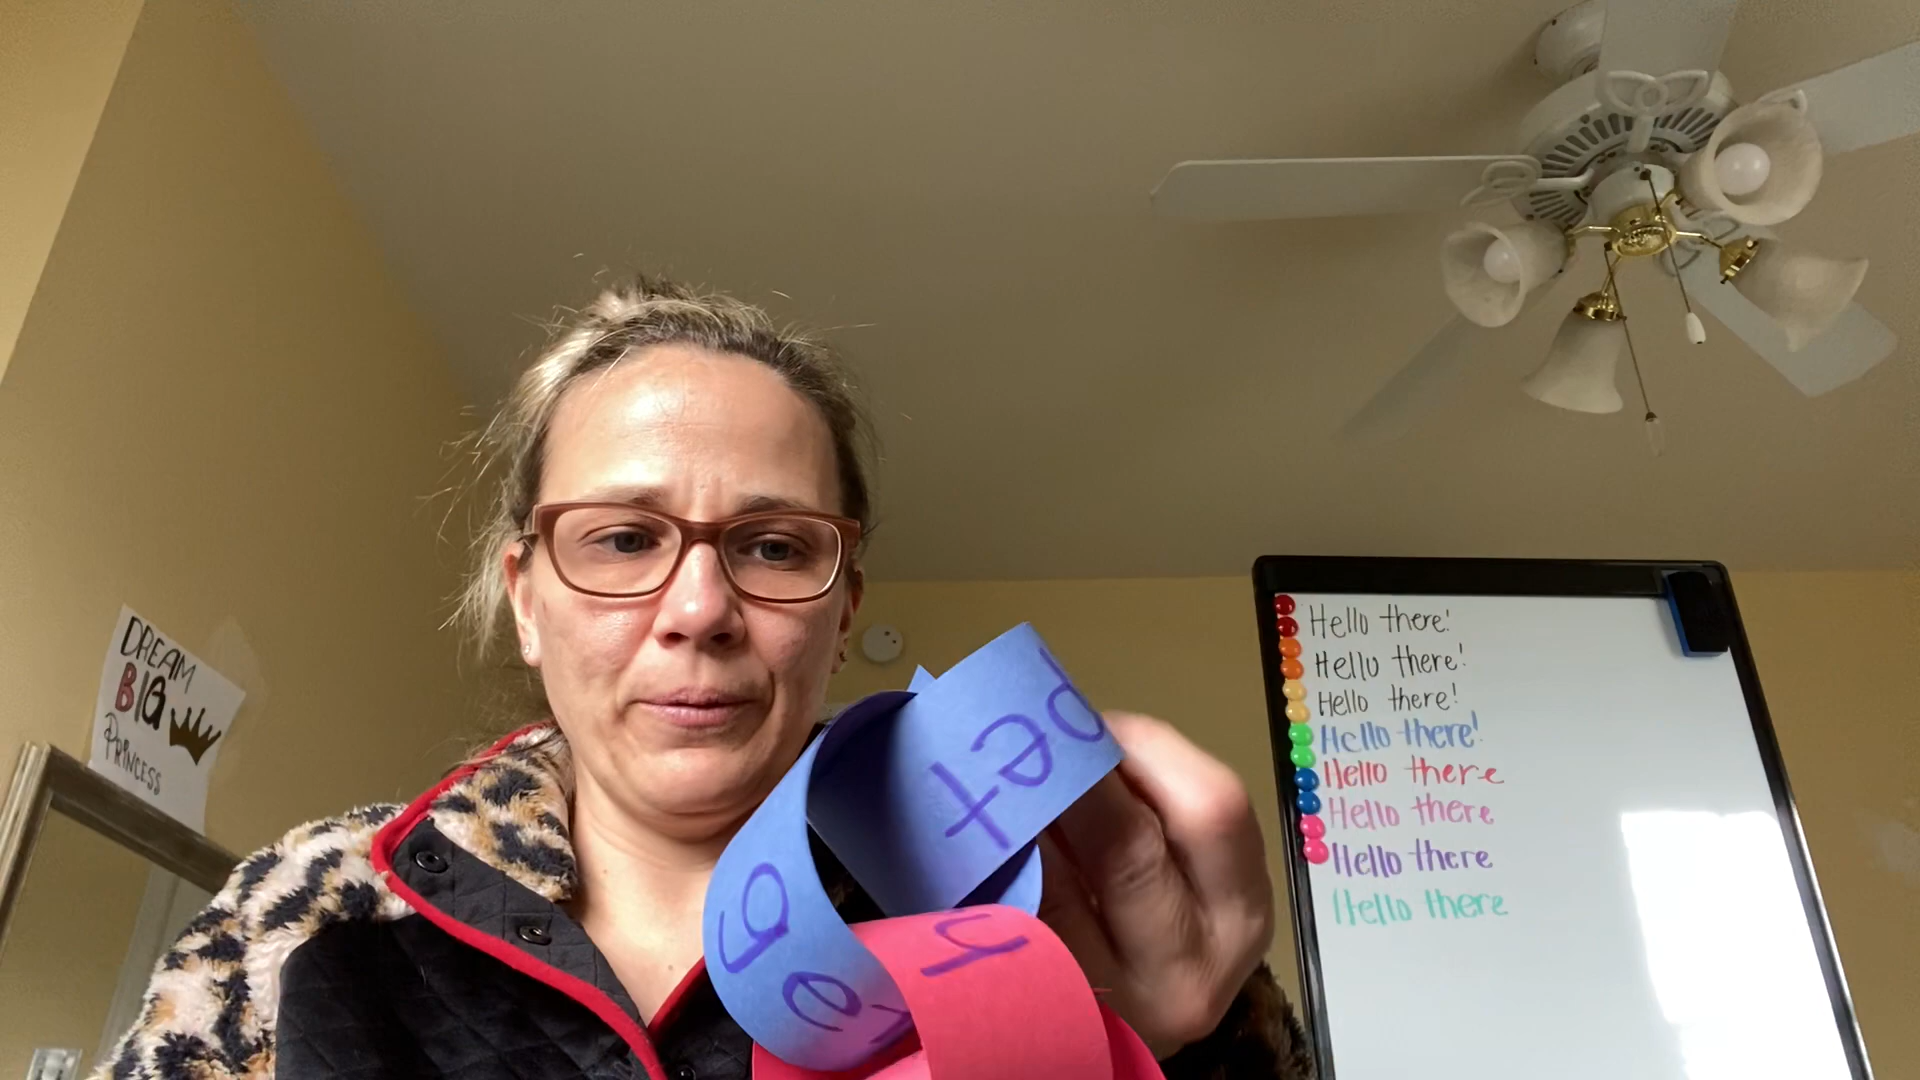 DREAM
BIG
PRINCESS
pet
get
Hello there!
Hello there!
Hello there!
Hello there!
Hello there
Hello there
Hello there
Hello there